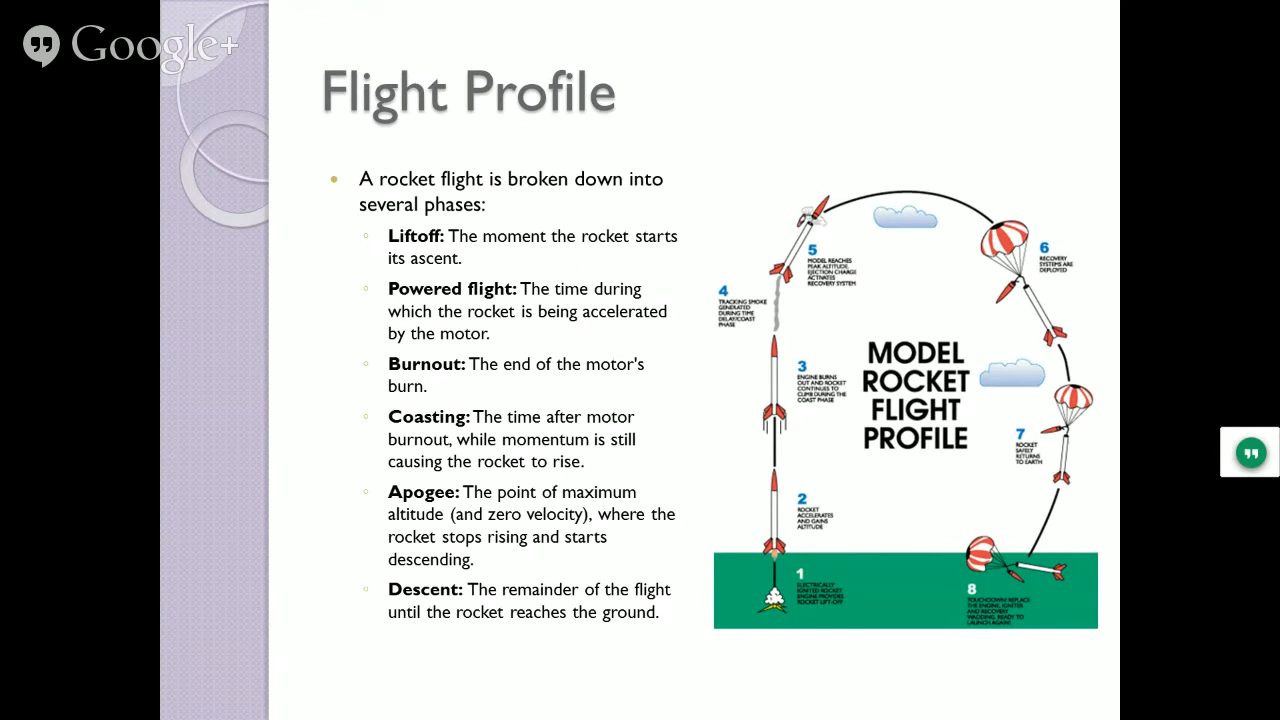 Google+
Flight Profile
A rocket flight is broken down into
several phases:
Liftoff: The moment the rocket starts
its ascent.
Powered flight: The time during
which the rocket is being accelerated
by the motor.
Burnout: The end of the motor's
burn.
Coasting: The time after motor
burnout, while momentum is still
causing the rocket to rise.
Apogee: The point of maximum
altitude (and zero velocity), where the
rocket stops rising and starts
descending.
Descent: The remainder of the flight
until the rocket reaches the ground.
MODEL
ROCKET
FLIGHT
PROFILE
1
ELECTRICALLY
IGNITED ROCKET
ENGINE PROVIDES
ROCKET LIFT-OFF
2
ROCKET
ACCELERATES
AND GAINS
ALTITUDE
3
ENGINE BURNS
OUT AND ROCKET
CONTINUES TO
CLIMB DURING THE
COAST PHASE
4
TRACKING SMOKE
GENERATED
DURING TIME
DELAY/COAST
PHASE
5
MODEL REACHES
PEAK ALTITUDE,
EJECTION CHARGE
ACTIVATES
RECOVERY SYSTEM
6
RECOVERY
SYSTEMS ARE
DEPLOYED
7
ROCKET
SAFELY
RETURNS
TO EARTH
8
TOUCHDOWN! REPLACE
THE ENGINE, IGNITER
AND RECOVERY
WADDING. READY TO
LAUNCH AGAIN!